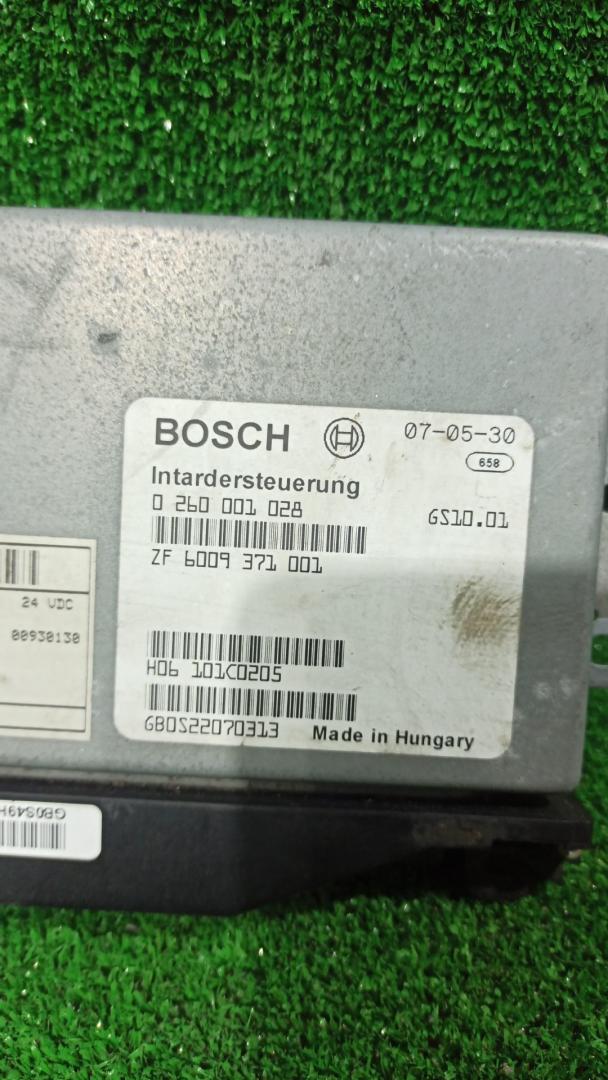 BOSCH 07-05-30
658
Intardersteuerung
0 260 001 028
GS10.01
ZF 6009 371 001
24 VDC
00930130
H06 101C0205
GB0S22070313
Made in Hungary
GB0S49H